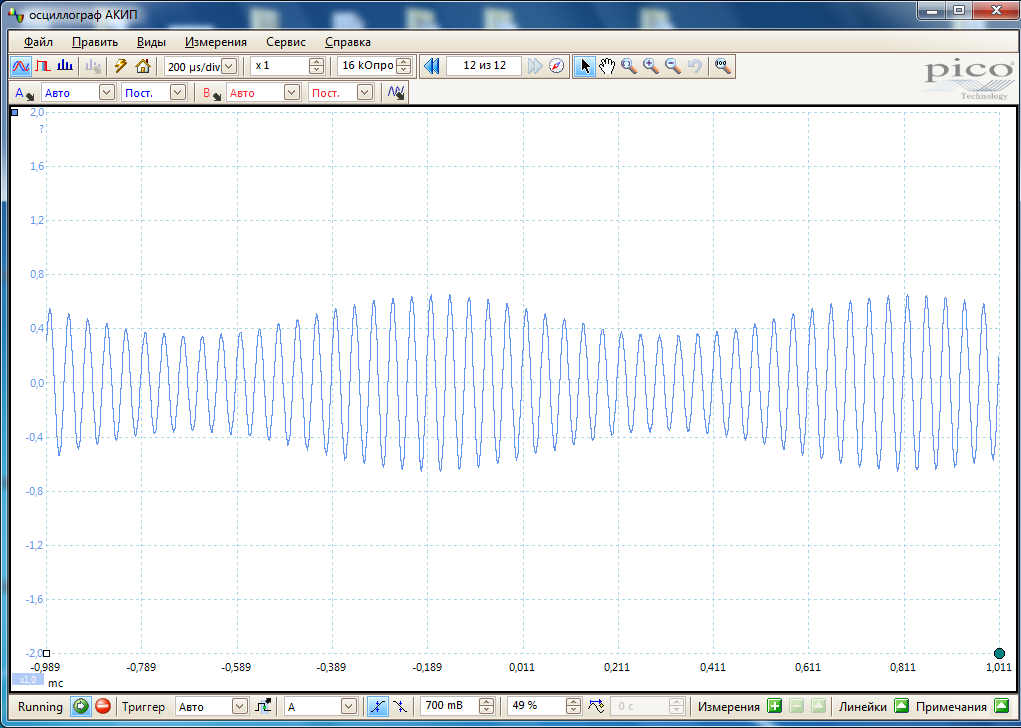 осциллограф АКИП
Файл Править Виды Измерения Сервис Справка
200 µs/div x 1 16 кОпро 12 из 12
pico
Technology
A Авто Пост. B Авто Пост.
2,0
?
1,6
1,2
0,8
0,4
0,0
-0,4
-0,8
-1,2
-1,6
-2,0
-0,989 -0,789 -0,589 -0,389 -0,189 0,011 0,211 0,411 0,611 0,811 1,011
x1.0 мс
Running Триггер Авто A 700 mB 49 % 0 с Измерения Линейки Примечания